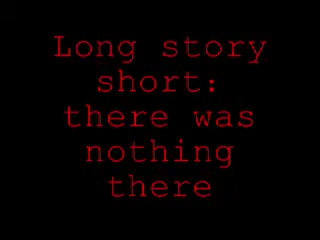 Long story
short:
there was
nothing
there